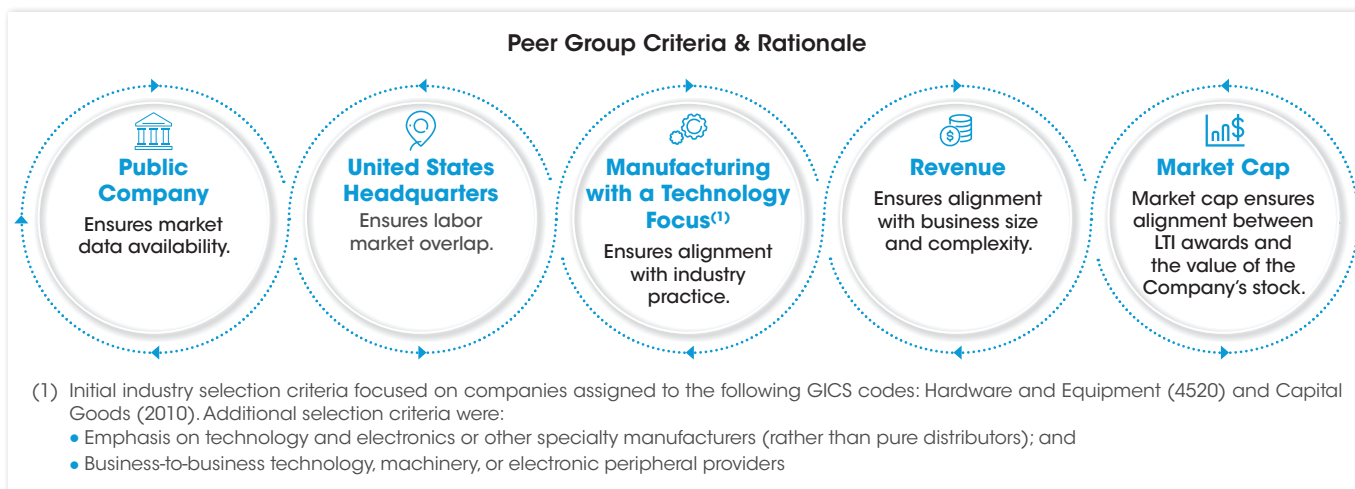 Peer Group Criteria & Rationale
Public
Company
Ensures market
data availability.
United States
Headquarters
Ensures labor
market overlap.
Manufacturing
with a Technology
Focus(1)
Ensures alignment
with industry
practice.
$
Revenue
Ensures alignment
with business size
and complexity.
$
Market Cap
Market cap ensures
alignment between
LTI awards and
the value of the
Company’s stock.
(1) Initial industry selection criteria focused on companies assigned to the following GICS codes: Hardware and Equipment (4520) and Capital
Goods (2010). Additional selection criteria were:
• Emphasis on technology and electronics or other specialty manufacturers (rather than pure distributors); and
• Business-to-business technology, machinery, or electronic peripheral providers